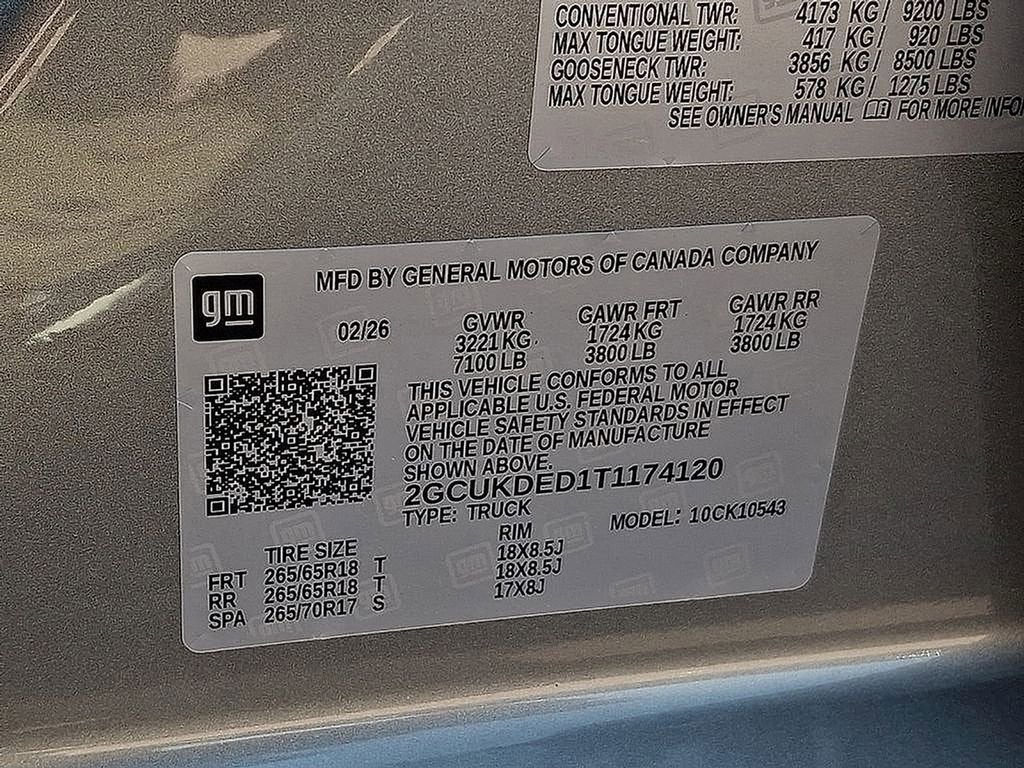 CONVENTIONAL TWR: 4173 KG / 9200 LBS
MAX TONGUE WEIGHT: 417 KG / 920 LBS
GOOSENECK TWR: 3856 KG / 8500 LBS
MAX TONGUE WEIGHT: 578 KG / 1275 LBS
SEE OWNER'S MANUAL FOR MORE INFO
gm
MFD BY GENERAL MOTORS OF CANADA COMPANY
02/26 GVWR GAWR FRT GAWR RR
3221 KG 1724 KG 1724 KG
7100 LB 3800 LB 3800 LB
THIS VEHICLE CONFORMS TO ALL
APPLICABLE U.S. FEDERAL MOTOR
VEHICLE SAFETY STANDARDS IN EFFECT
ON THE DATE OF MANUFACTURE
SHOWN ABOVE.
2GCUKDED1T1174120
TYPE: TRUCK MODEL: 10CK10543
TIRE SIZE RIM
FRT 265/65R18 T 18X8.5J
RR 265/65R18 T 18X8.5J
SPA 265/70R17 S 17X8J